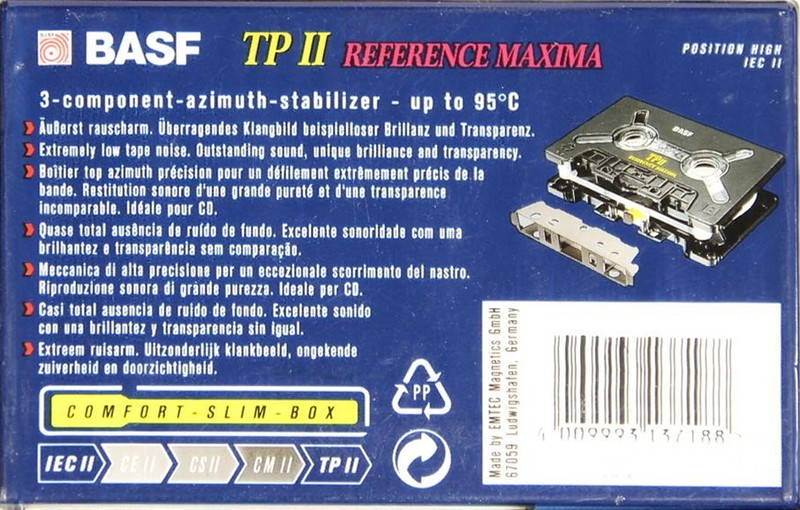 BASF TP II REFERENCE MAXIMA
POSITION HIGH
IEC II
3-component-azimuth-stabilizer - up to 95°C
Äußerst rauscharm. Überragendes Klangbild beispielloser Brillanz und Transparenz.
Extremely low tape noise. Outstanding sound, unique brilliance and transparency.
Boîtier top azimuth précision pour un défilement extrêmement précis de la
bande. Restitution sonore d'une grande pureté et d'une transparence
incomparable. Idéale pour CD.
Quase total ausência de ruído de fundo. Excelente sonoridade com uma
brilhantez e transparência sem comparação.
Meccanica di alta precisione per un eccezionale scorrimento del nastro.
Riproduzione sonora di grande purezza. Ideale per CD.
Casi total ausencia de ruido de fondo. Excelente sonido
con una brillantez y transparencia sin igual.
Extreem ruisarm. Uitzonderlijk klankbeeld, ongekende
zuiverheid en doorzichtigheid.
BASF
TP II
REFERENCE MAXIMA
COMFORT-SLIM-BOX
IEC II CE II CS II CM II TP II
PP
Made by EMTEC Magnetics GmbH
67059 Ludwigshafen, Germany
4 009993 137188